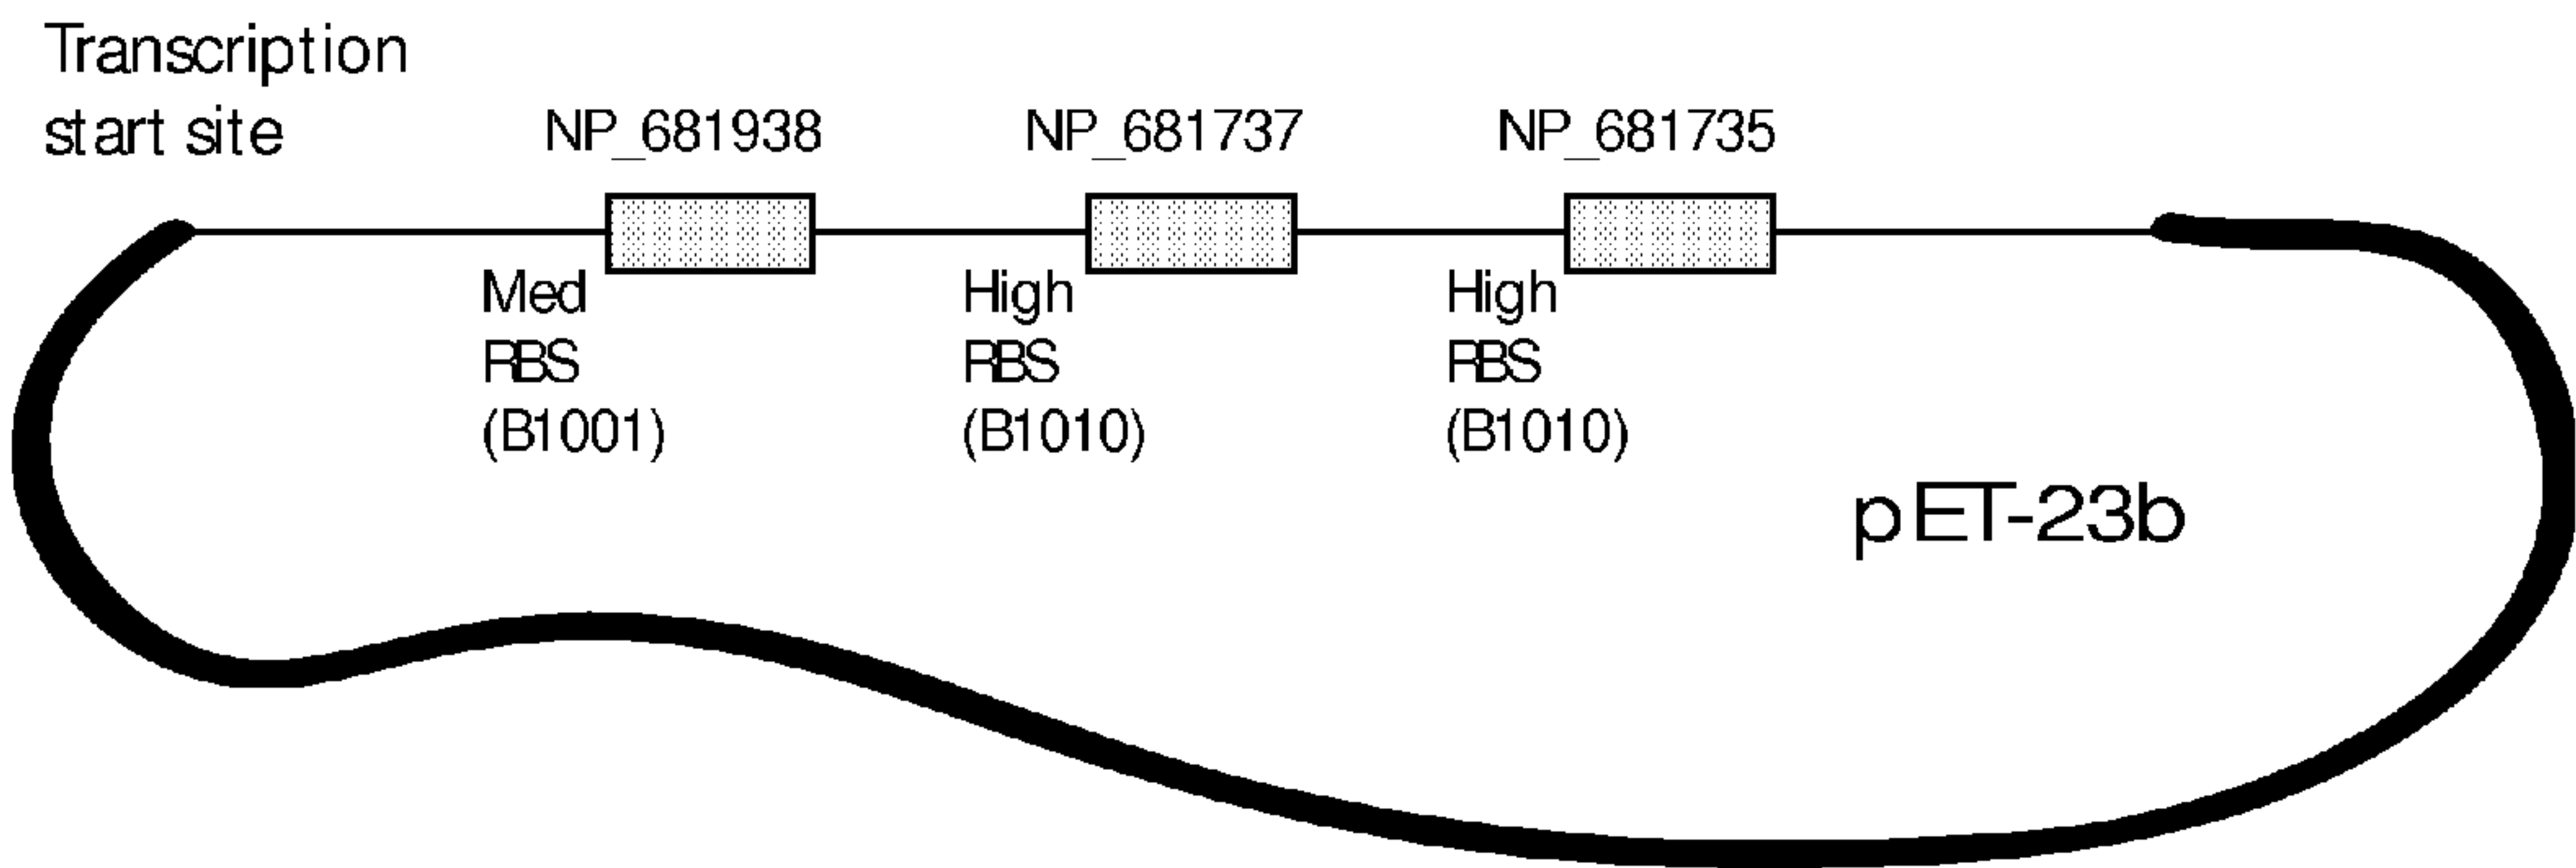 Transcription
start site
NP_681938
NP_681737
NP_681735
Med
RBS
(B1001)
High
RBS
(B1010)
High
RBS
(B1010)
pET-23b